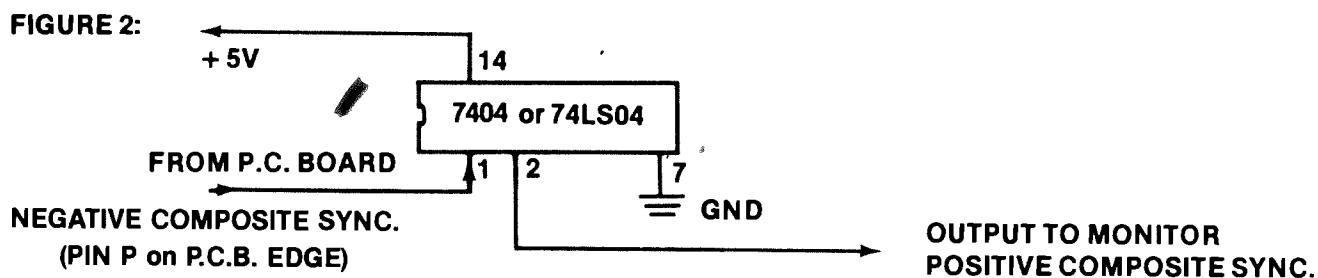 FIGURE 2:
+ 5V
14
7404 or 74LS04
FROM P.C. BOARD
1
2
7
GND
NEGATIVE COMPOSITE SYNC.
(PIN P on P.C.B. EDGE)
OUTPUT TO MONITOR
POSITIVE COMPOSITE SYNC.